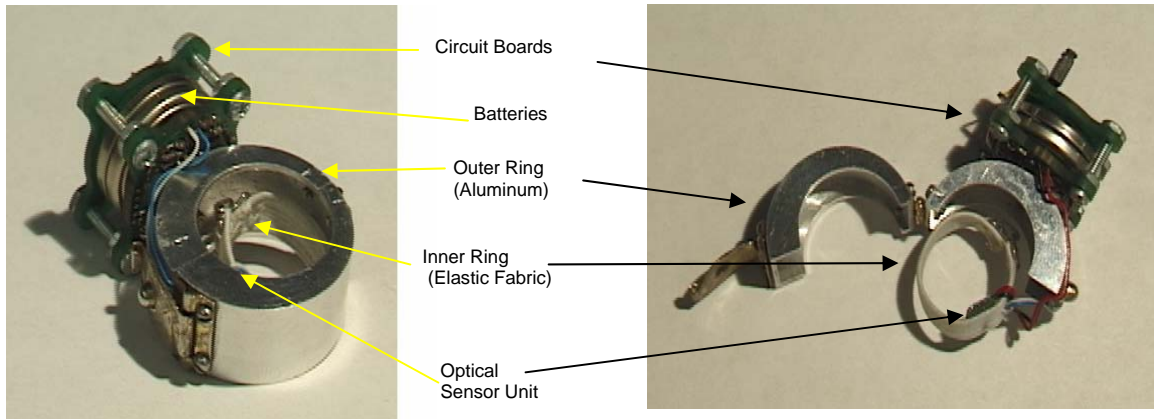 Circuit Boards
Batteries
Outer Ring
(Aluminum)
Inner Ring
(Elastic Fabric)
Optical
Sensor Unit